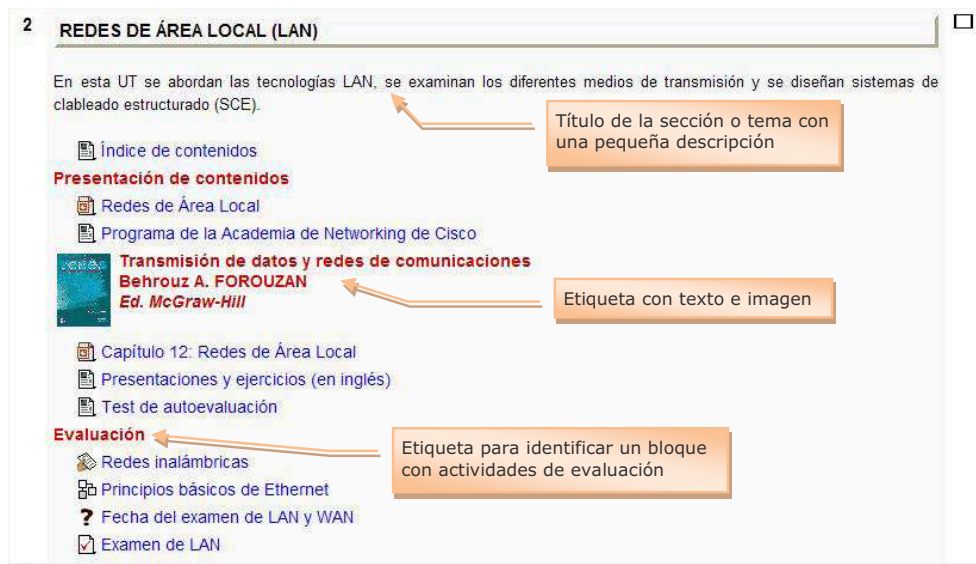 2
REDES DE ÁREA LOCAL (LAN)
En esta UT se abordan las tecnologías LAN, se examinan los diferentes medios de transmisión y se diseñan sistemas de
clableado estructurado (SCE).
Título de la sección o tema con
una pequeña descripción
Índice de contenidos
Presentación de contenidos
Redes de Área Local
Programa de la Academia de Networking de Cisco
Transmisión de datos y redes de comunicaciones
Behrouz A. FOROUZAN
Ed. McGraw-Hill
Etiqueta con texto e imagen
Capítulo 12: Redes de Área Local
Presentaciones y ejercicios (en inglés)
Test de autoevaluación
Evaluación
Etiqueta para identificar un bloque
con actividades de evaluación
Redes inalámbricas
Principios básicos de Ethernet
? Fecha del examen de LAN y WAN
Examen de LAN